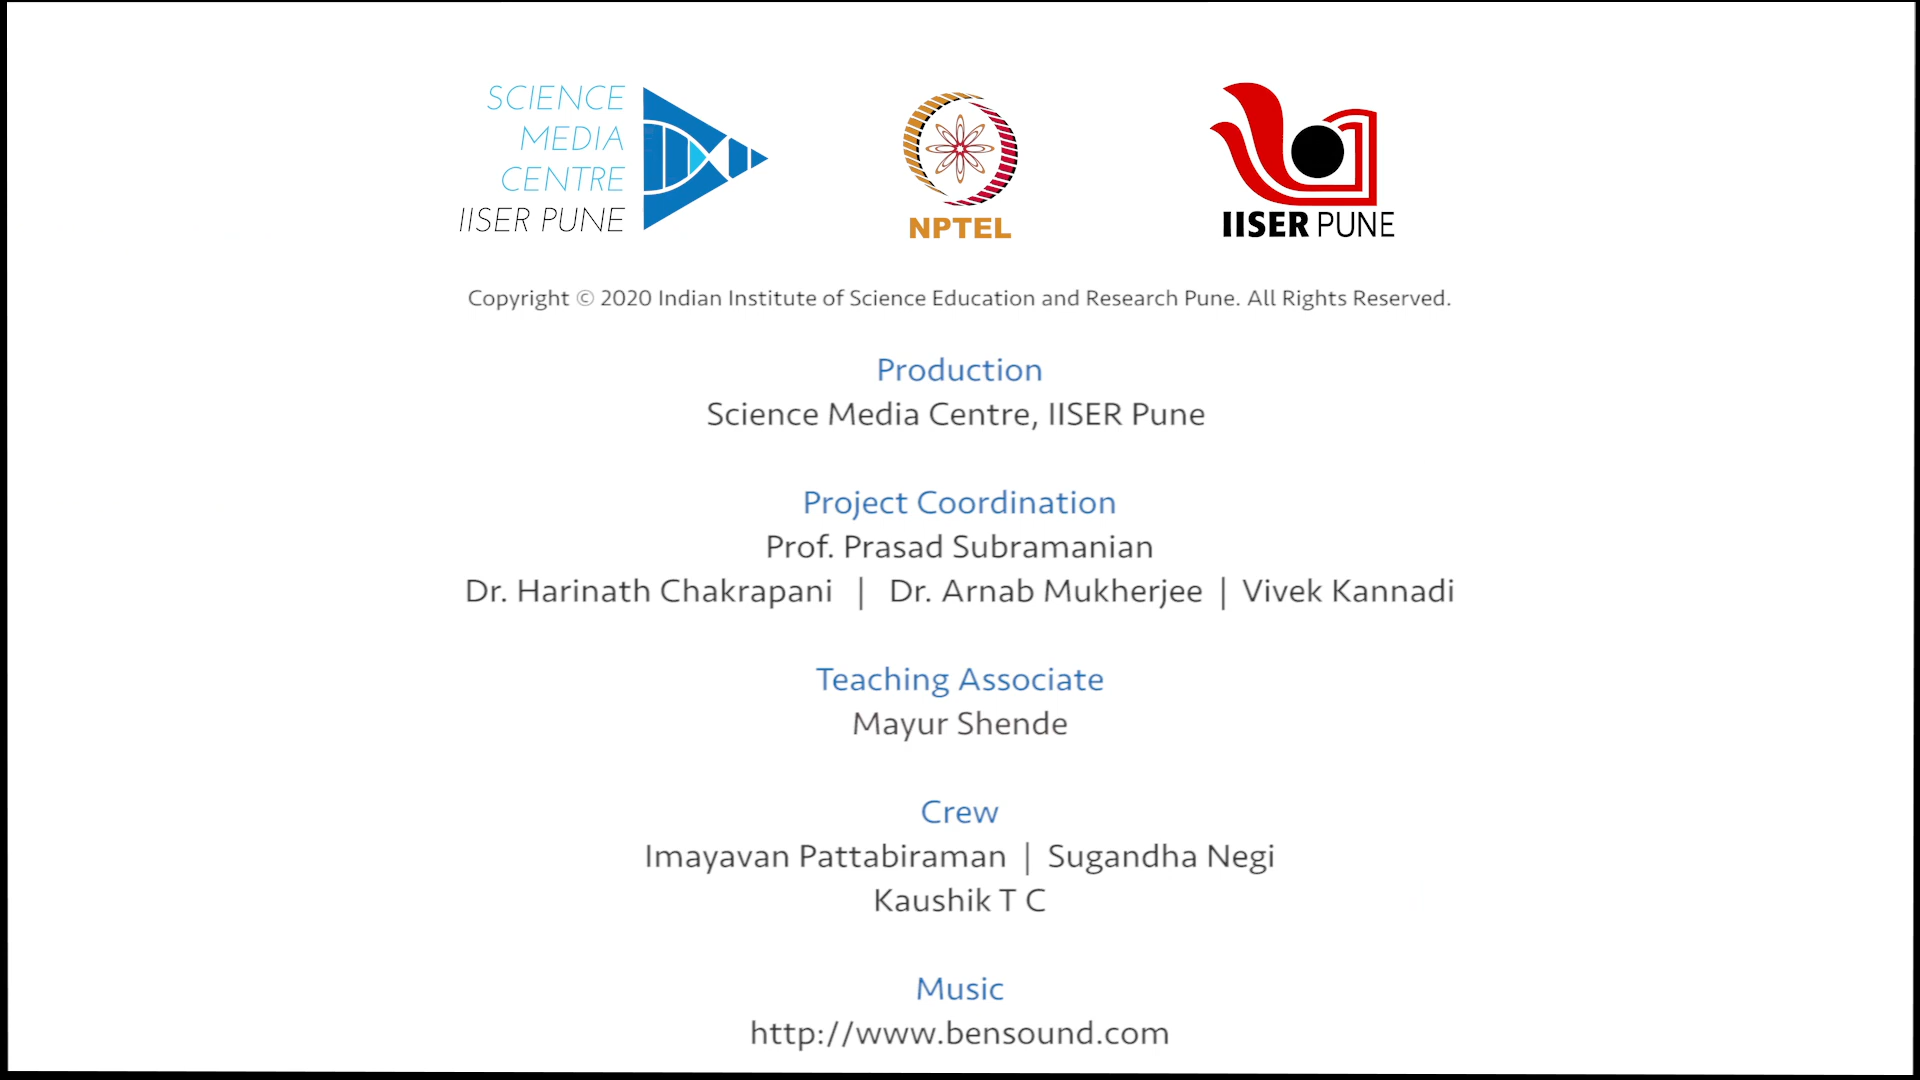 SCIENCE
MEDIA
CENTRE
IISER PUNE
NPTEL
IISER PUNE
Copyright © 2020 Indian Institute of Science Education and Research Pune. All Rights Reserved.
Production
Science Media Centre, IISER Pune
Project Coordination
Prof. Prasad Subramanian
Dr. Harinath Chakrapani | Dr. Arnab Mukherjee | Vivek Kannadi
Teaching Associate
Mayur Shende
Crew
Imayavan Pattabiraman | Sugandha Negi
Kaushik T C
Music
http://www.bensound.com